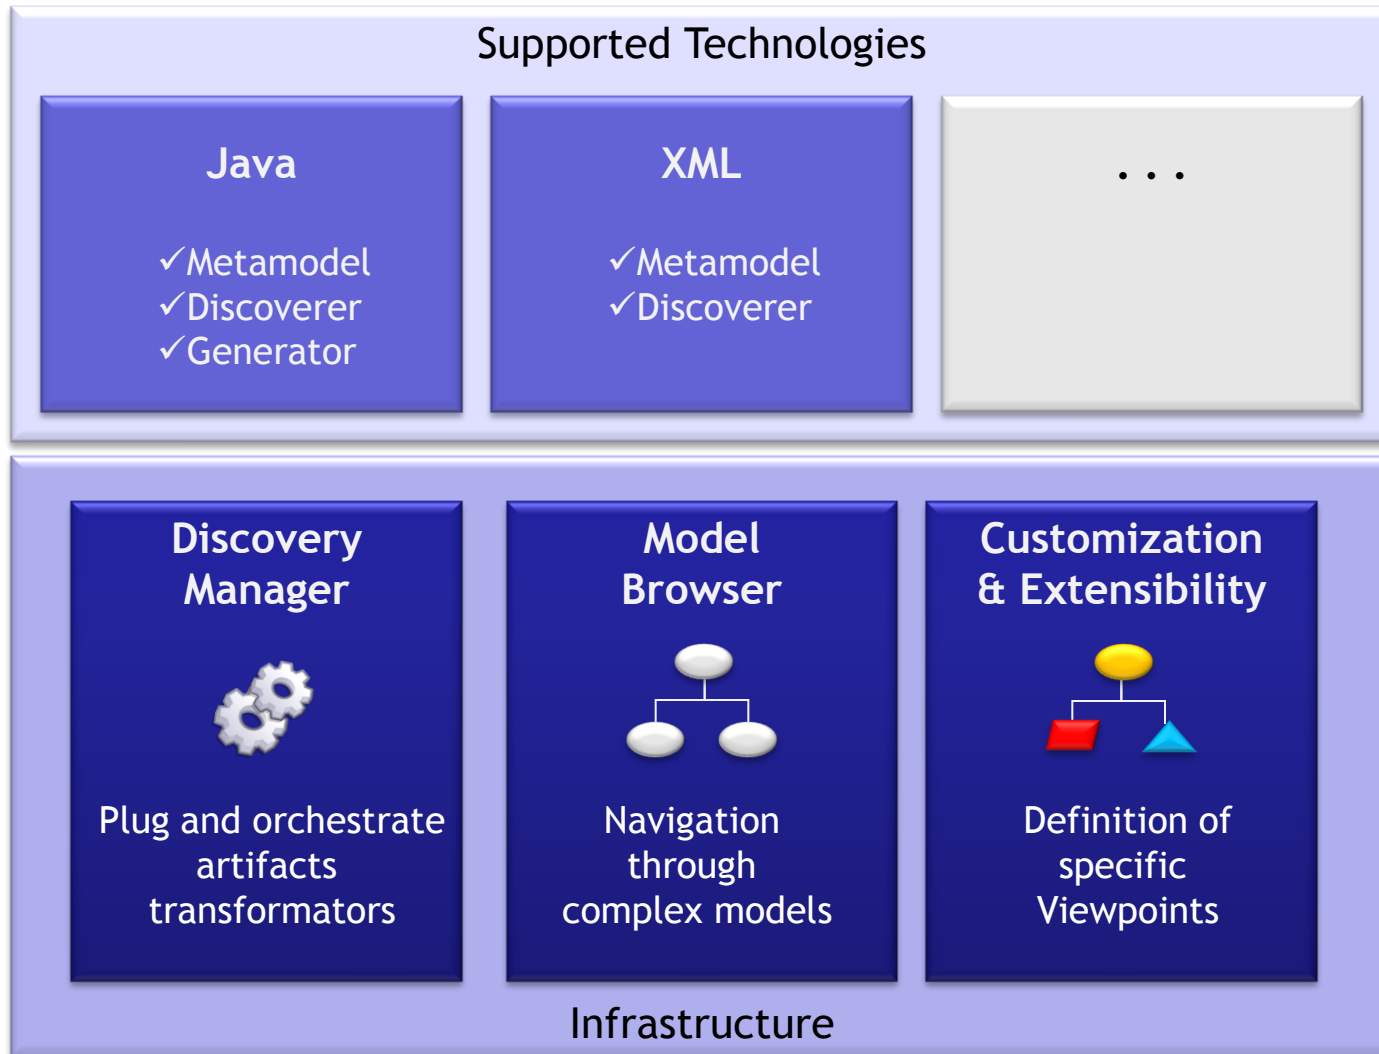 Supported Technologies
Java
✓Metamodel
✓Discoverer
✓Generator
XML
✓Metamodel
✓Discoverer
. . .
Discovery
Manager
Plug and orchestrate
artifacts
transformators
Model
Browser
Navigation
through
complex models
Customization
& Extensibility
Definition of
specific
Viewpoints
Infrastructure